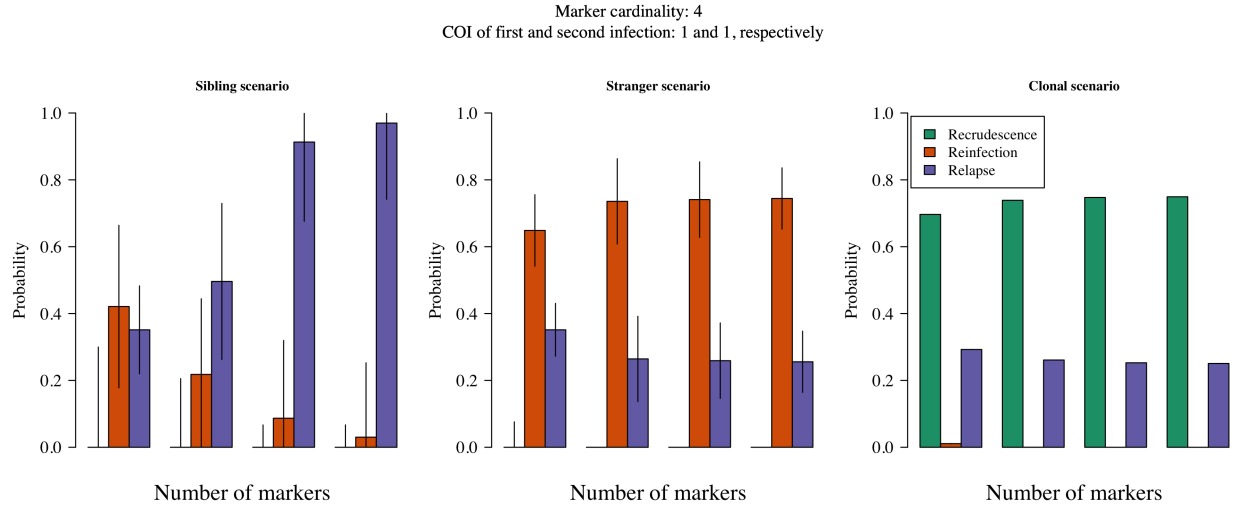 Marker cardinality: 4
COI of first and second infection: 1 and 1, respectively
Sibling scenario
Probability
1.0
0.8
0.6
0.4
0.2
0.0
Number of markers
Stranger scenario
Probability
1.0
0.8
0.6
0.4
0.2
0.0
Number of markers
Clonal scenario
Probability
1.0
0.8
0.6
0.4
0.2
0.0
Recrudescence
Reinfection
Relapse
Number of markers